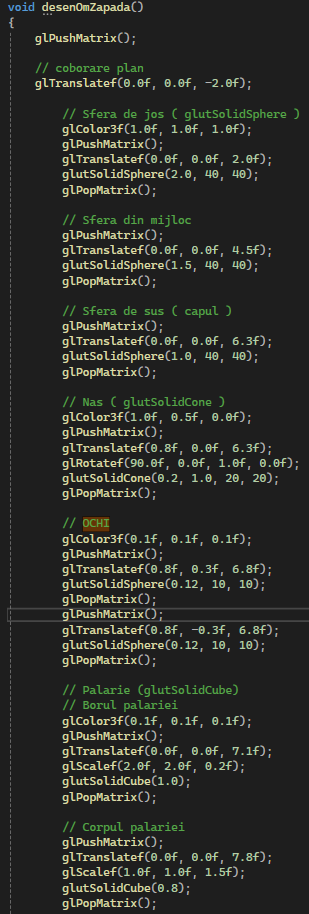 void desenOmZapada()
{
glPushMatrix();
// coborare plan
glTranslatef(0.0f, 0.0f, -2.0f);
// Sfera de jos ( glutSolidSphere )
glColor3f(1.0f, 1.0f, 1.0f);
glPushMatrix();
glTranslatef(0.0f, 0.0f, 2.0f);
glutSolidSphere(2.0, 40, 40);
glPopMatrix();
// Sfera din mijloc
glPushMatrix();
glTranslatef(0.0f, 0.0f, 4.5f);
glutSolidSphere(1.5, 40, 40);
glPopMatrix();
// Sfera de sus ( capul )
glPushMatrix();
glTranslatef(0.0f, 0.0f, 6.3f);
glutSolidSphere(1.0, 40, 40);
glPopMatrix();
// Nas ( glutSolidCone )
glColor3f(1.0f, 0.5f, 0.0f);
glPushMatrix();
glTranslatef(0.8f, 0.0f, 6.3f);
glRotatef(90.0f, 0.0f, 1.0f, 0.0f);
glutSolidCone(0.2, 1.0, 20, 20);
glPopMatrix();
// OCHI
glColor3f(0.1f, 0.1f, 0.1f);
glPushMatrix();
glTranslatef(0.8f, 0.3f, 6.8f);
glutSolidSphere(0.12, 10, 10);
glPopMatrix();
glPushMatrix();
glTranslatef(0.8f, -0.3f, 6.8f);
glutSolidSphere(0.12, 10, 10);
glPopMatrix();
// Palarie (glutSolidCube)
// Borul palariei
glColor3f(0.1f, 0.1f, 0.1f);
glPushMatrix();
glTranslatef(0.0f, 0.0f, 7.1f);
glScalef(2.0f, 2.0f, 0.2f);
glutSolidCube(1.0);
glPopMatrix();
// Corpul palariei
glPushMatrix();
glTranslatef(0.0f, 0.0f, 7.8f);
glScalef(1.0f, 1.0f, 1.5f);
glutSolidCube(0.8);
glPopMatrix();